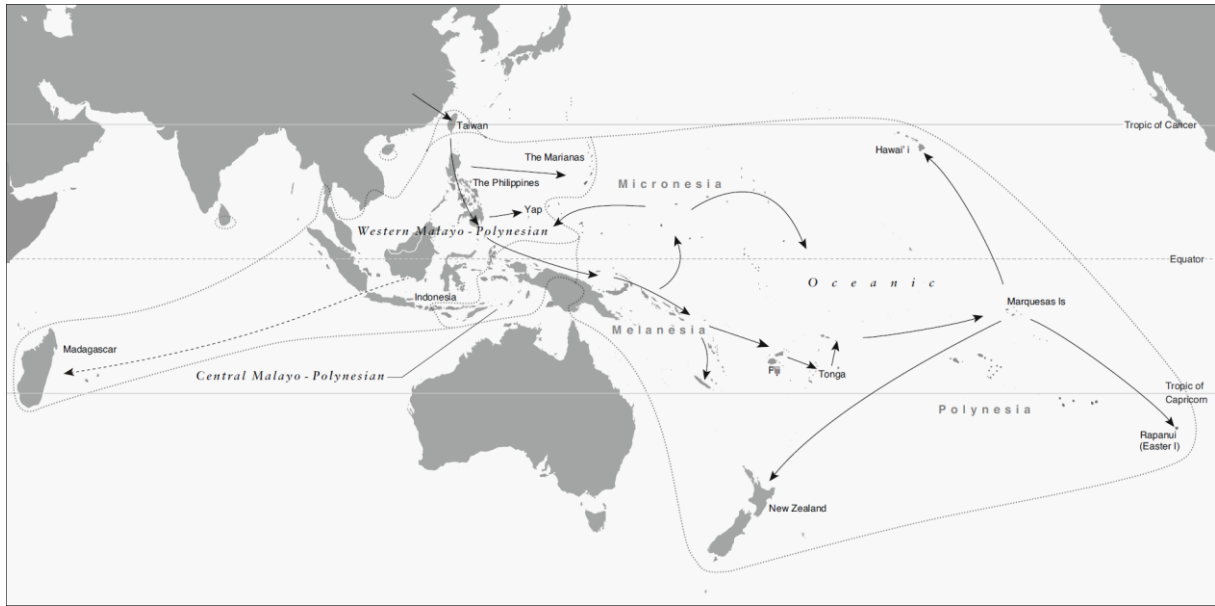 Taiwan
Tropic of Cancer
Hawai' i
The Marianas
The Philippines
Micronesia
Yap
Western Malayo - Polynesian
Equator
Oceanic
Indonesia
Marquesas Is
Melanesia
Madagascar
Fiji
Tonga
Central Malayo - Polynesian
Tropic of
Capricorn
Polynesia
Rapanui
(Easter I)
New Zealand